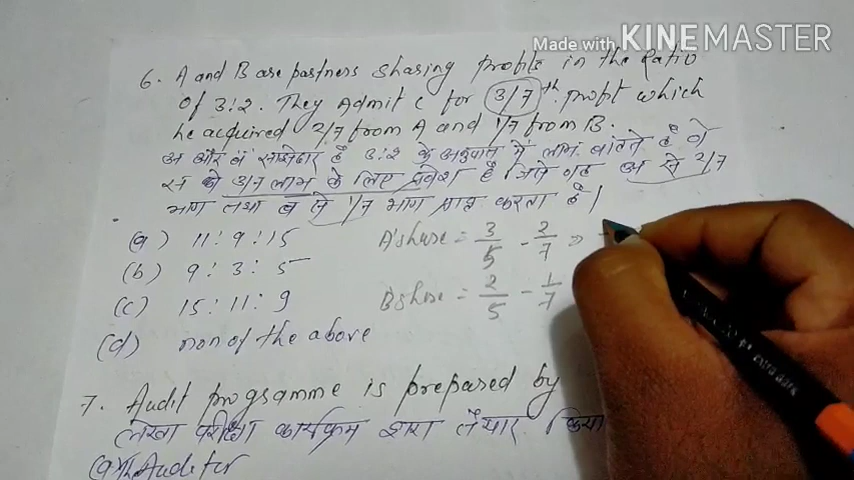 Made with KINEMASTER
6. A and B are partners sharing profits in the Ratio
of 3:2. They Admit C for 3/7th profit which
he acquired 2/7 from A and 1/7 from B.
अ और ब साझेदार है 3:2 के अनुपात में लाभ बांटते है वे
स को 3/7 लाभ के लिए प्रवेश है जिसे वह अ से 2/7
भाग तथा ब से 1/7 भाग प्राप्त करता है।
(a) 11:9:15 A's share = 3/5 - 2/7 ⇒
(b) 9:3:5
(c) 15:11:9 B share = 2/5 - 1/7
(d) non of the above
7. Audit programme is prepared by
लेखा परीक्षा कार्यक्रम द्वारा तैयार किया
Auditor